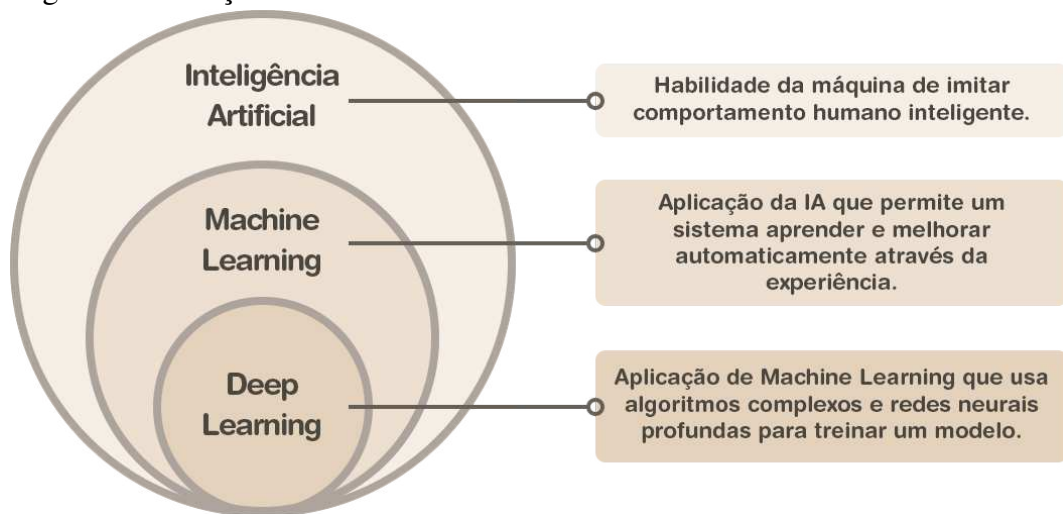 Inteligência
Artificial
Habilidade da máquina de imitar
comportamento humano inteligente.
Machine
Learning
Aplicação da IA que permite um
sistema aprender e melhorar
automaticamente através da
experiência.
Deep
Learning
Aplicação de Machine Learning que usa
algoritmos complexos e redes neurais
profundas para treinar um modelo.